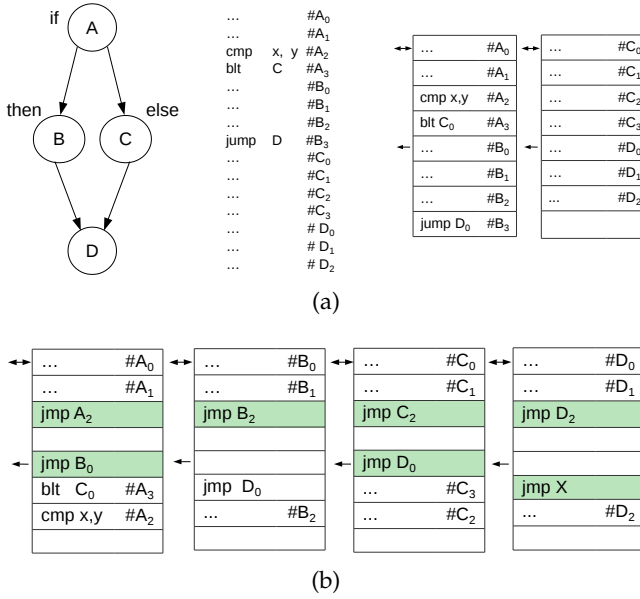 if
A
then
else
B
C
D
... #A₀
... #A₁
cmp x, y #A₂
blt C #A₃
... #B₀
... #B₁
... #B₂
jump D #B₃
... #C₀
... #C₁
... #C₂
... #C₃
... # D₀
... # D₁
... # D₂
... #A₀
... #A₁
cmp x,y #A₂
blt C₀ #A₃
... #B₀
... #B₁
... #B₂
jump D₀ #B₃
... #C₀
... #C₁
... #C₂
... #C₃
... #D₀
... #D₁
... #D₂
(a)
... #A₀
... #A₁
jmp A₂
jmp B₀
blt C₀ #A₃
cmp x,y #A₂
... #B₀
... #B₁
jmp B₂
jmp D₀
... #B₂
... #C₀
... #C₁
jmp C₂
jmp D₀
... #C₃
... #C₂
... #D₀
... #D₁
jmp D₂
jmp X
... #D₂
(b)